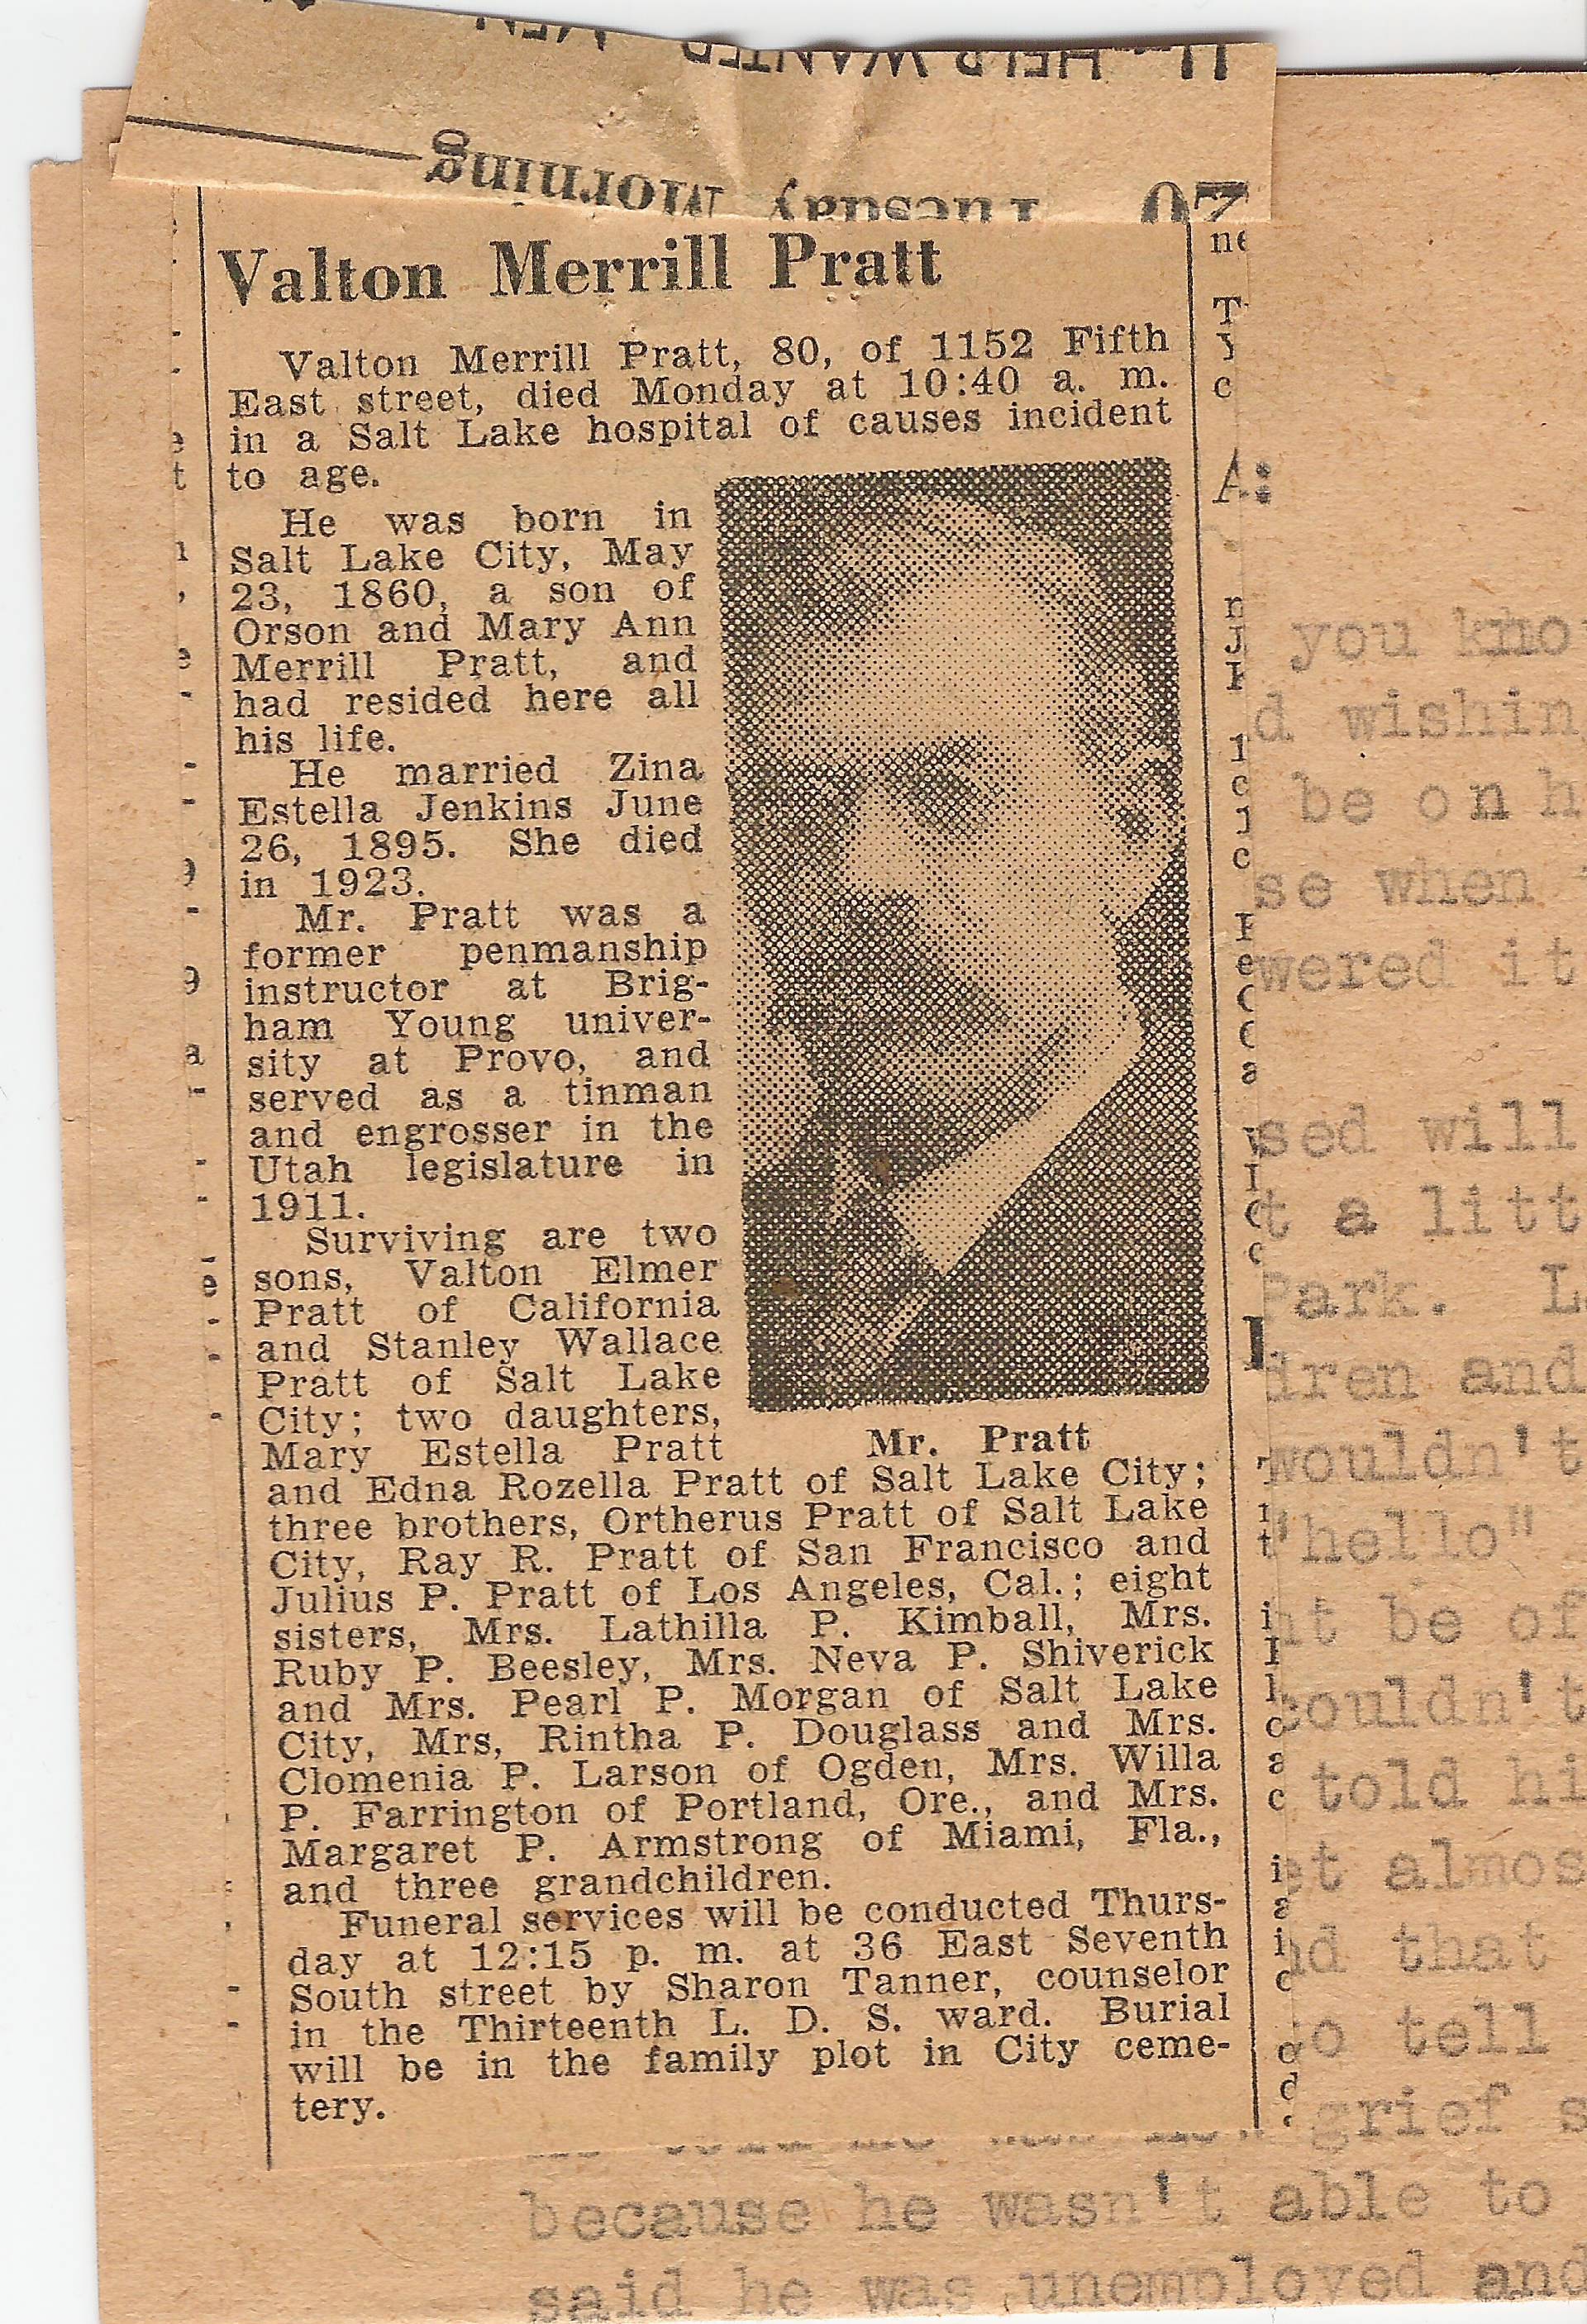 HELP WANTED MEN
20 Tuesday Morning
Valton Merrill Pratt
Valton Merrill Pratt, 80, of 1152 Fifth
East street, died Monday at 10:40 a. m.
in a Salt Lake hospital of causes incident
to age.
He was born in
Salt Lake City, May
23, 1860, a son of
Orson and Mary Ann
Merrill Pratt, and
had resided here all
his life.
He married Zina
Estella Jenkins June
26, 1895. She died
in 1923.
Mr. Pratt was a
former penmanship
instructor at Brig-
ham Young univer-
sity at Provo, and
served as a tinman
and engrosser in the
Utah legislature in
1911.
Surviving are two
sons, Valton Elmer
Pratt of California
and Stanley Wallace
Pratt of Salt Lake
City; two daughters,
Mary Estella Pratt
Mr. Pratt
and Edna Rozella Pratt of Salt Lake City;
three brothers, Ortherus Pratt of Salt Lake
City, Ray R. Pratt of San Francisco and
Julius P. Pratt of Los Angeles, Cal.; eight
sisters, Mrs. Lathilla P. Kimball, Mrs.
Ruby P. Beesley, Mrs. Neva P. Shiverick
and Mrs. Pearl P. Morgan of Salt Lake
City, Mrs, Rintha P. Douglass and Mrs.
Clomenia P. Larson of Ogden, Mrs. Willa
P. Farrington of Portland, Ore., and Mrs.
Margaret P. Armstrong of Miami, Fla.,
and three grandchildren.
Funeral services will be conducted Thurs-
day at 12:15 p. m. at 36 East Seventh
South street by Sharon Tanner, counselor
in the Thirteenth L. D. S. ward. Burial
will be in the family plot in City ceme-
tery.
you kno
d wishin
be on h
se when
wered it
sed will
t a litt
Park. L
dren and
wouldn't
"hello"
t be of
couldn't
told hi
t almos
d that
o tell
grief s
because he wasn't able to
said he was unemployed and